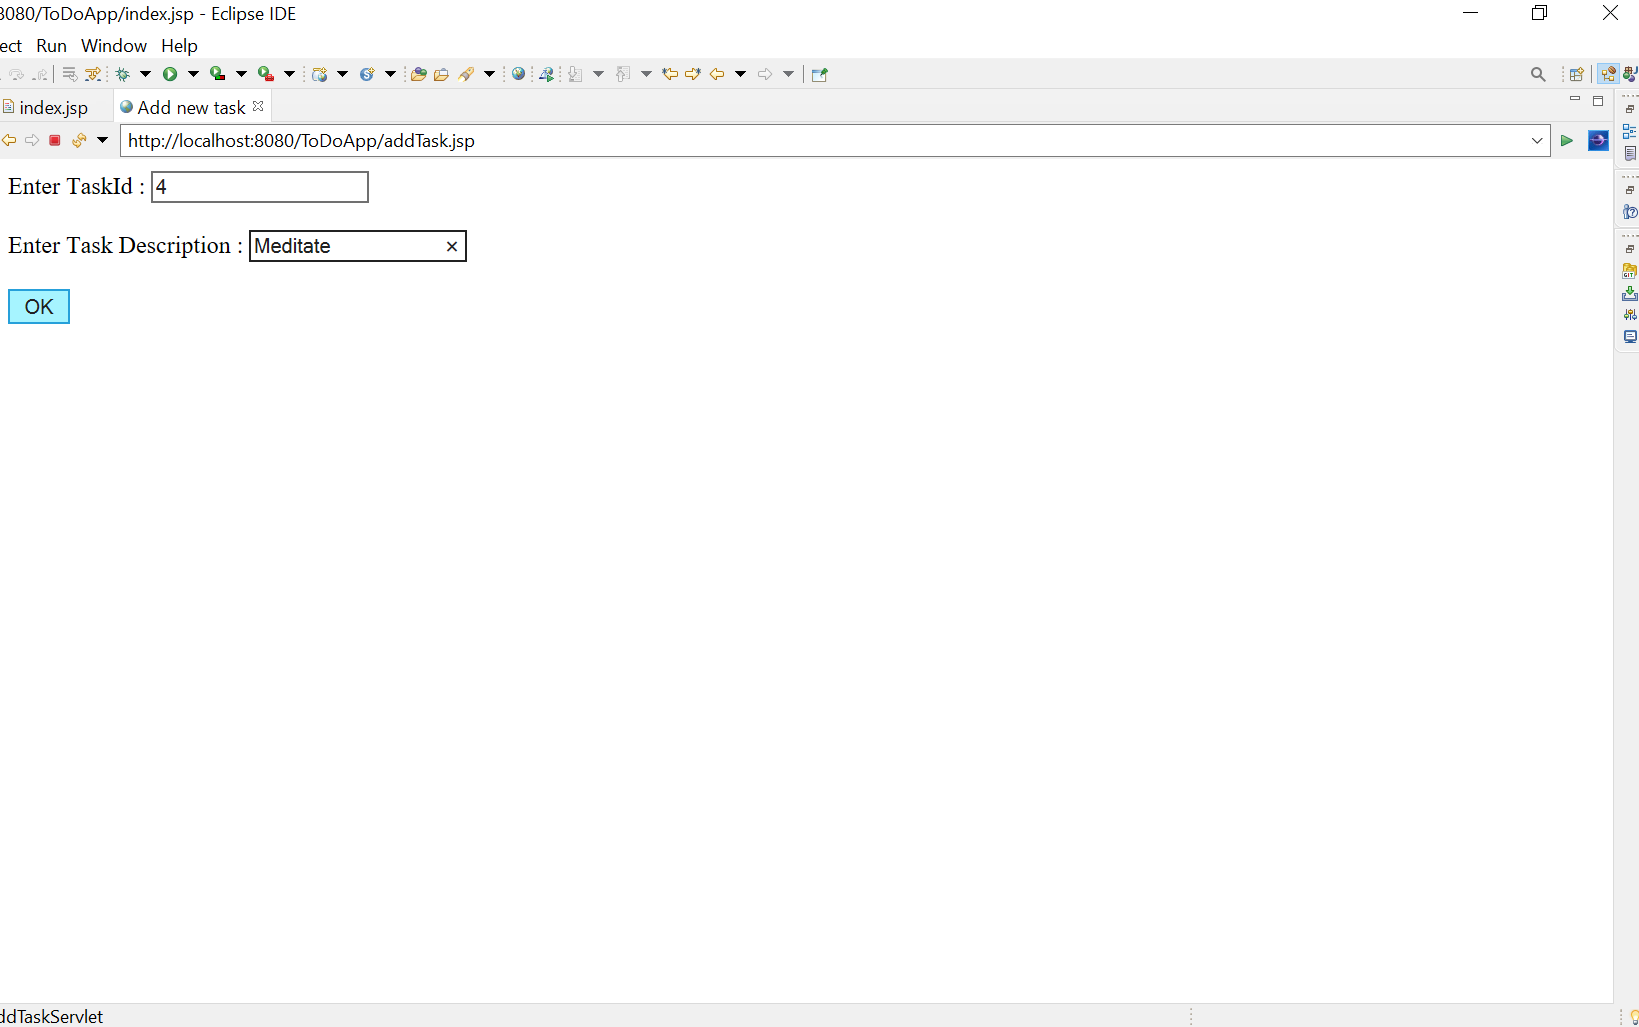 8080/ToDoApp/index.jsp - Eclipse IDE
ect Run Window Help
index.jsp Add new task
http://localhost:8080/ToDoApp/addTask.jsp
Enter TaskId : 4
Enter Task Description : Meditate
OK
ddTaskServlet